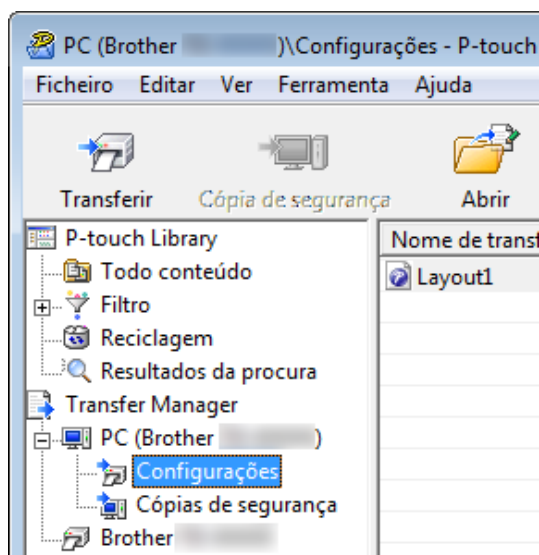 PC (Brother )\Configurações - P-touch
Ficheiro Editar Ver Ferramenta Ajuda
Transferir Cópia de segurança Abrir
P-touch Library
Nome de transf
Todo conteúdo
Layout1
Filtro
Reciclagem
Resultados da procura
Transfer Manager
PC (Brother )
Configurações
Cópias de segurança
Brother